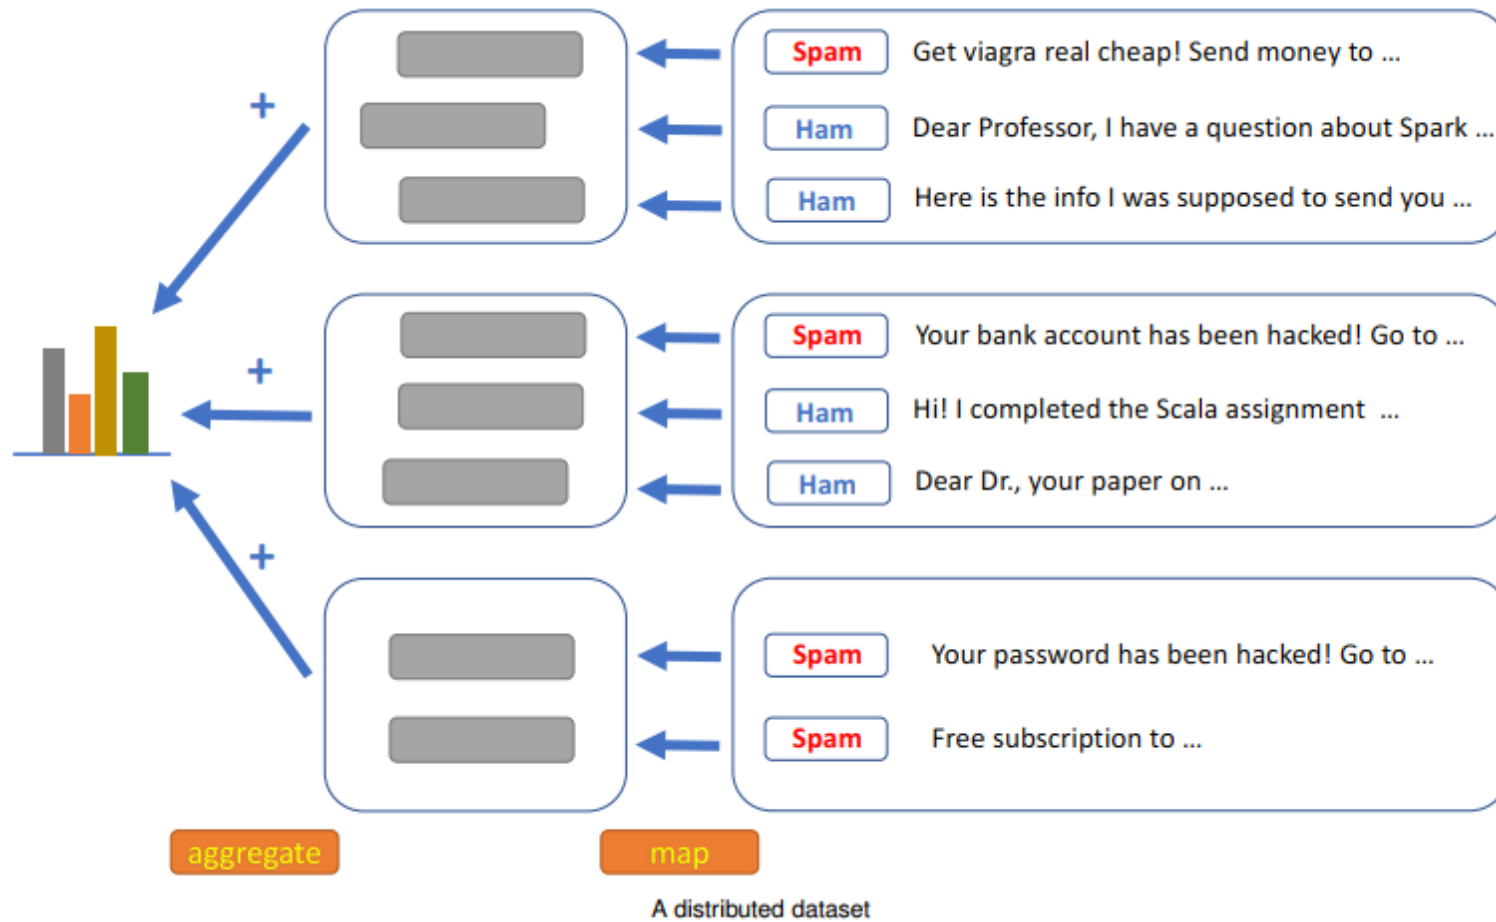 Spam Get viagra real cheap! Send money to ...
+
Ham Dear Professor, I have a question about Spark ...
Ham Here is the info I was supposed to send you ...
Spam Your bank account has been hacked! Go to ...
+
Ham Hi! I completed the Scala assignment ...
Ham Dear Dr., your paper on ...
+
Spam Your password has been hacked! Go to ...
Spam Free subscription to ...
aggregate map
A distributed dataset